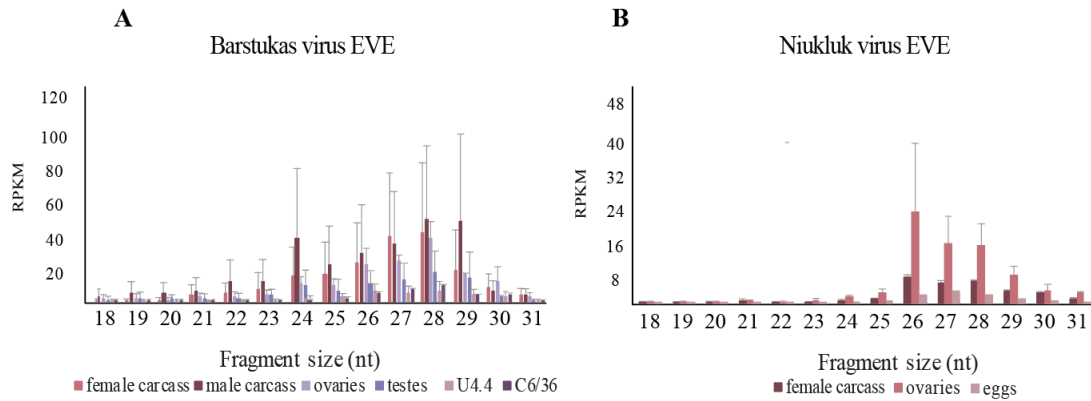 A
Barstukas virus EVE
120
100
80
60
40
20
RPKM
18 19 20 21 22 23 24 25 26 27 28 29 30 31
Fragment size (nt)
female carcass male carcass ovaries testes U4.4 C6/36
B
Niukluk virus EVE
48
40
32
24
16
8
RPKM
18 19 20 21 22 23 24 25 26 27 28 29 30 31
Fragment size (nt)
female carcass ovaries eggs